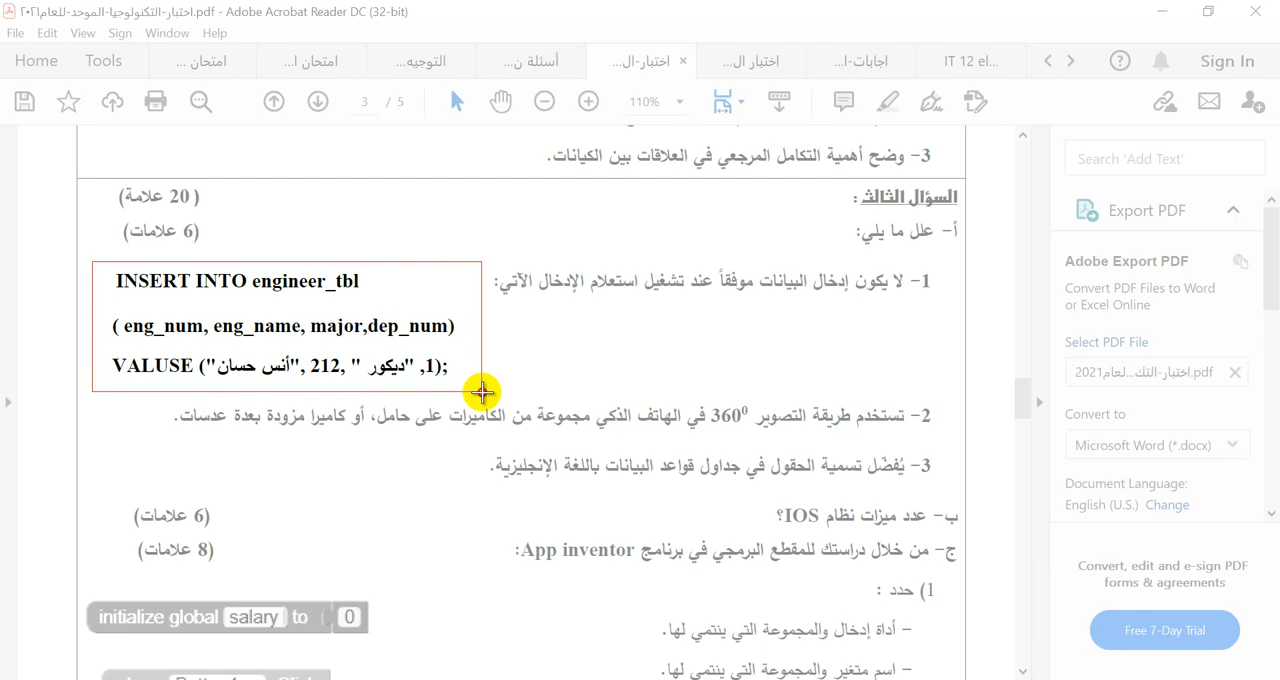 اختبار-التكنولوجيا-الموحد-للعام٢٠٢١.pdf - Adobe Acrobat Reader DC (32-bit)
File Edit View Sign Window Help
Home Tools امتحان ... امتحان ا... التوجيه... أسئلة ن... اختبار-ال... × اختبار ال... اجابات-ا... IT 12 el... Sign In
3 / 5 110%
3- وضح أهمية التكامل المرجعي في العلاقات بين الكيانات.
السؤال الثالث : (20 علامة)
أ- علل ما يلي: (6 علامات)
1- لا يكون إدخال البيانات موفقاً عند تشغيل استعلام الإدخال الآتي:
INSERT INTO engineer_tbl
( eng_num, eng_name, major,dep_num)
VALUSE ("أنس حسان", 212, " ديكور" ,1);
2- تستخدم طريقة التصوير 360⁰ في الهاتف الذكي مجموعة من الكاميرات على حامل، أو كاميرا مزودة بعدة عدسات.
3- يُفضّل تسمية الحقول في جداول قواعد البيانات باللغة الإنجليزية.
ب- عدد ميزات نظام IOS؟ (6 علامات)
ج- من خلال دراستك للمقطع البرمجي في برنامج App inventor: (8 علامات)
1) حدد :
initialize global salary to 0
- أداة إدخال والمجموعة التي ينتمي لها.
- اسم متغير والمجموعة التي ينتمي لها.
Search 'Add Text'
Export PDF
Adobe Export PDF
Convert PDF Files to Word
or Excel Online
Select PDF File
اختبار-التك...لعام2021.pdf
Convert to
Microsoft Word (*.docx)
Document Language:
English (U.S.) Change
Convert, edit and e-sign PDF
forms & agreements
Free 7-Day Trial